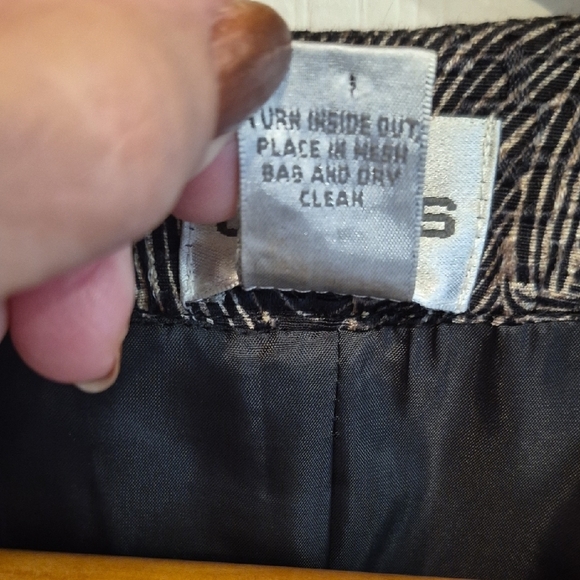 TURN INSIDE OUT,
PLACE IN MESH
BAG AND DRY
CLEAN
S